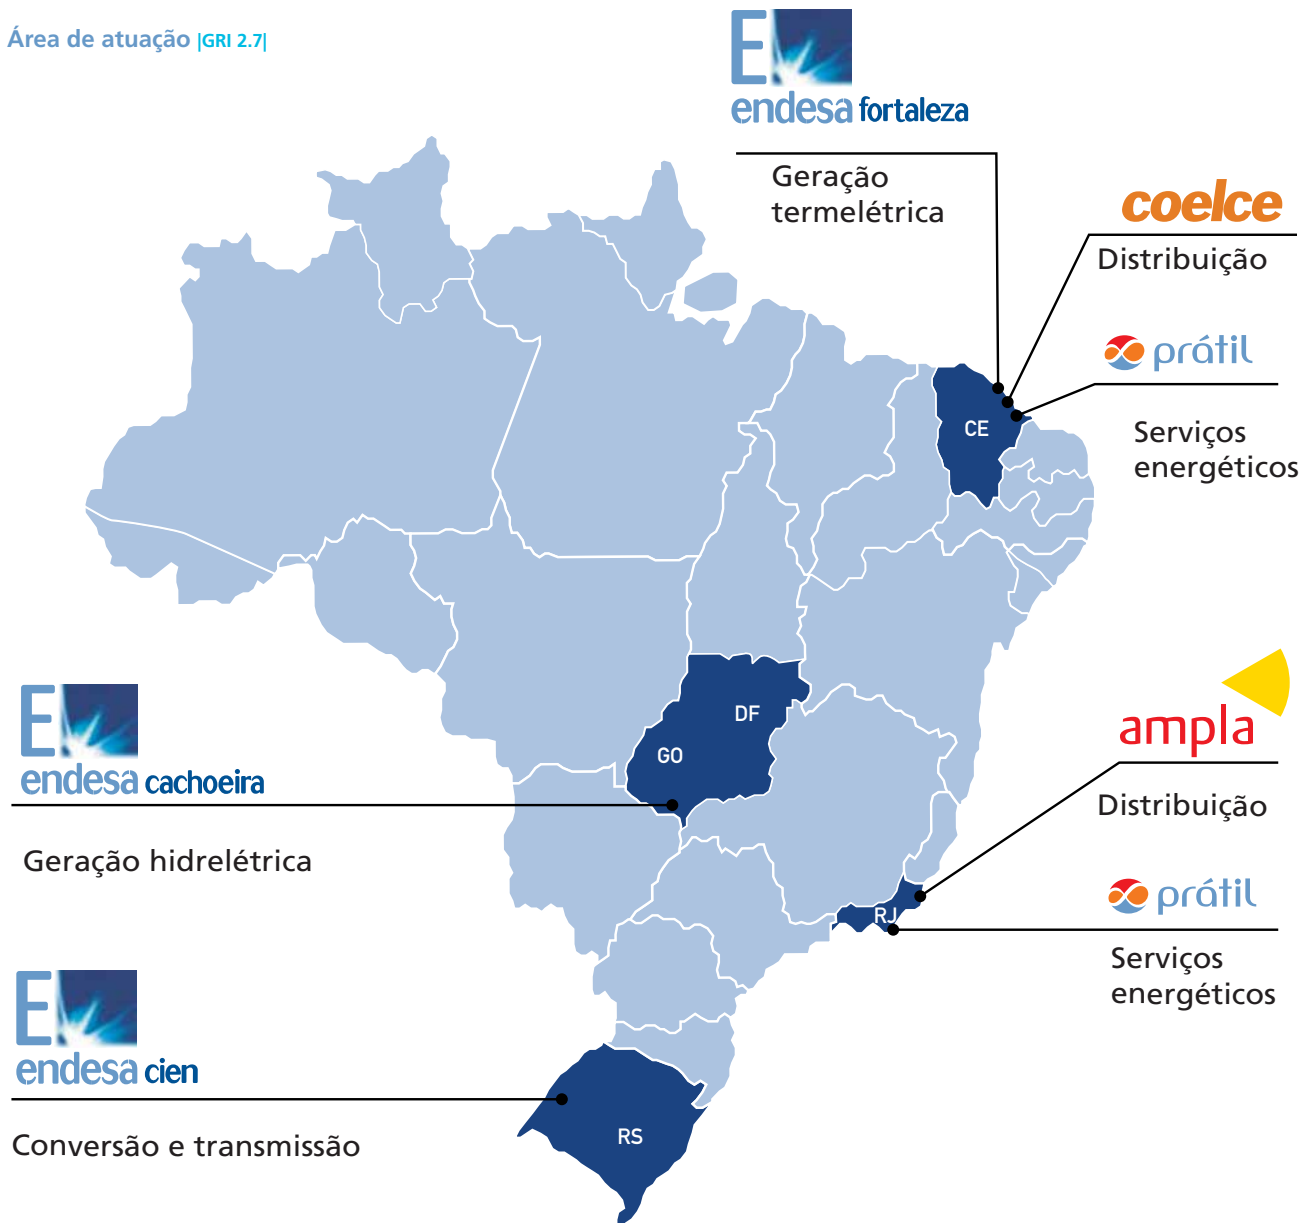 Área de atuação |GRI 2.7|
E
endesa fortaleza
Geração
termelétrica
coelce
Distribuição
prátil
Serviços
energéticos
CE
DF
GO
E
endesa cachoeira
Geração hidrelétrica
ampla
Distribuição
RJ
prátil
Serviços
energéticos
E
endesa cien
Conversão e transmissão
RS